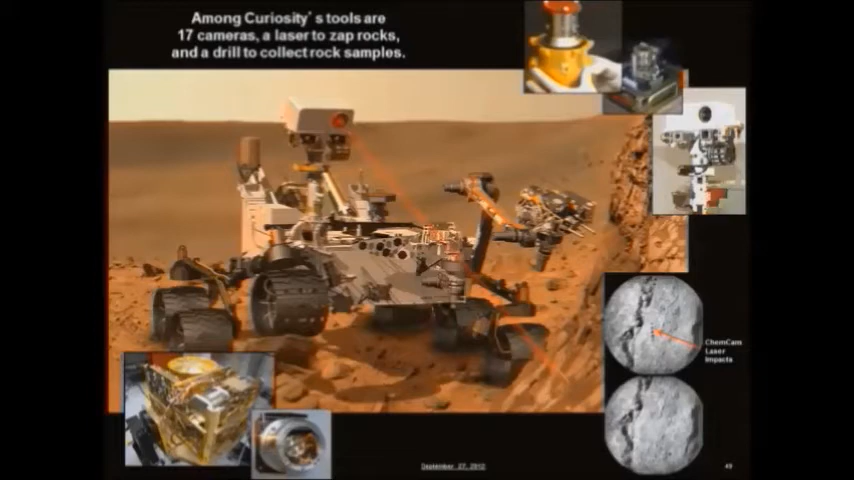 Among Curiosity's tools are
17 cameras, a laser to zap rocks,
and a drill to collect rock samples.
ChemCam
Laser
Impacts
September 27, 2012
49